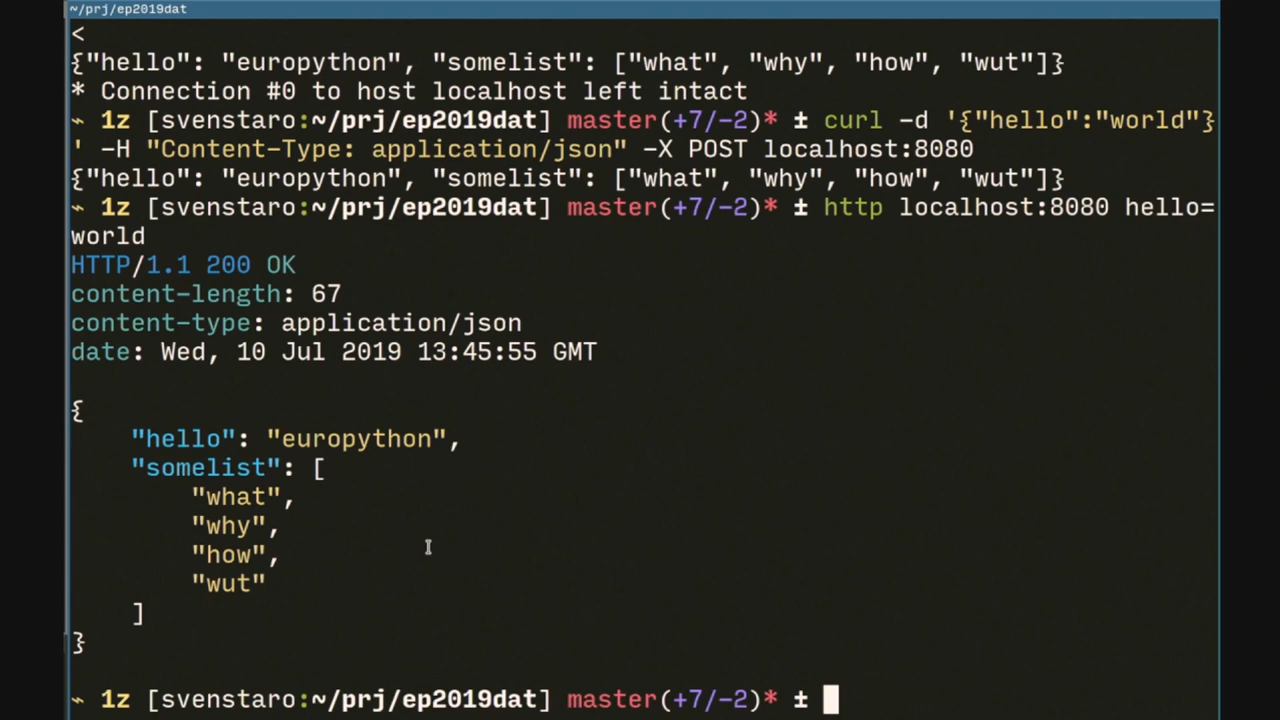 ~/prj/ep2019dat
<
{"hello": "europython", "somelist": ["what", "why", "how", "wut"]}
* Connection #0 to host localhost left intact
~ 1z [svenstaro:~/prj/ep2019dat] master(+7/-2)* ± curl -d '{"hello":"world"}
' -H "Content-Type: application/json" -X POST localhost:8080
{"hello": "europython", "somelist": ["what", "why", "how", "wut"]}
~ 1z [svenstaro:~/prj/ep2019dat] master(+7/-2)* ± http localhost:8080 hello=
world
HTTP/1.1 200 OK
content-length: 67
content-type: application/json
date: Wed, 10 Jul 2019 13:45:55 GMT
{
    "hello": "europython",
    "somelist": [
        "what",
        "why",
        "how",
        "wut"
    ]
}
~ 1z [svenstaro:~/prj/ep2019dat] master(+7/-2)* ±